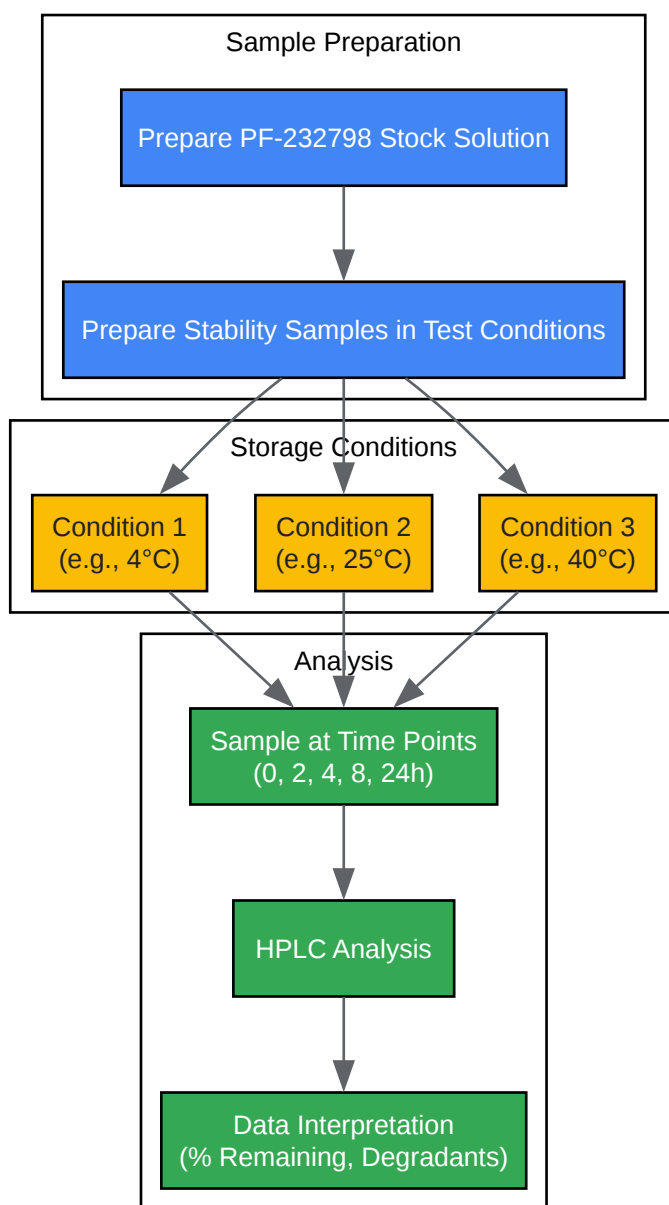 Sample Preparation
Prepare PF-232798 Stock Solution
Prepare Stability Samples in Test Conditions
Storage Conditions
Condition 1
(e.g., 4°C)
Condition 2
(e.g., 25°C)
Condition 3
(e.g., 40°C)
Analysis
Sample at Time Points
(0, 2, 4, 8, 24h)
HPLC Analysis
Data Interpretation
(% Remaining, Degradants)